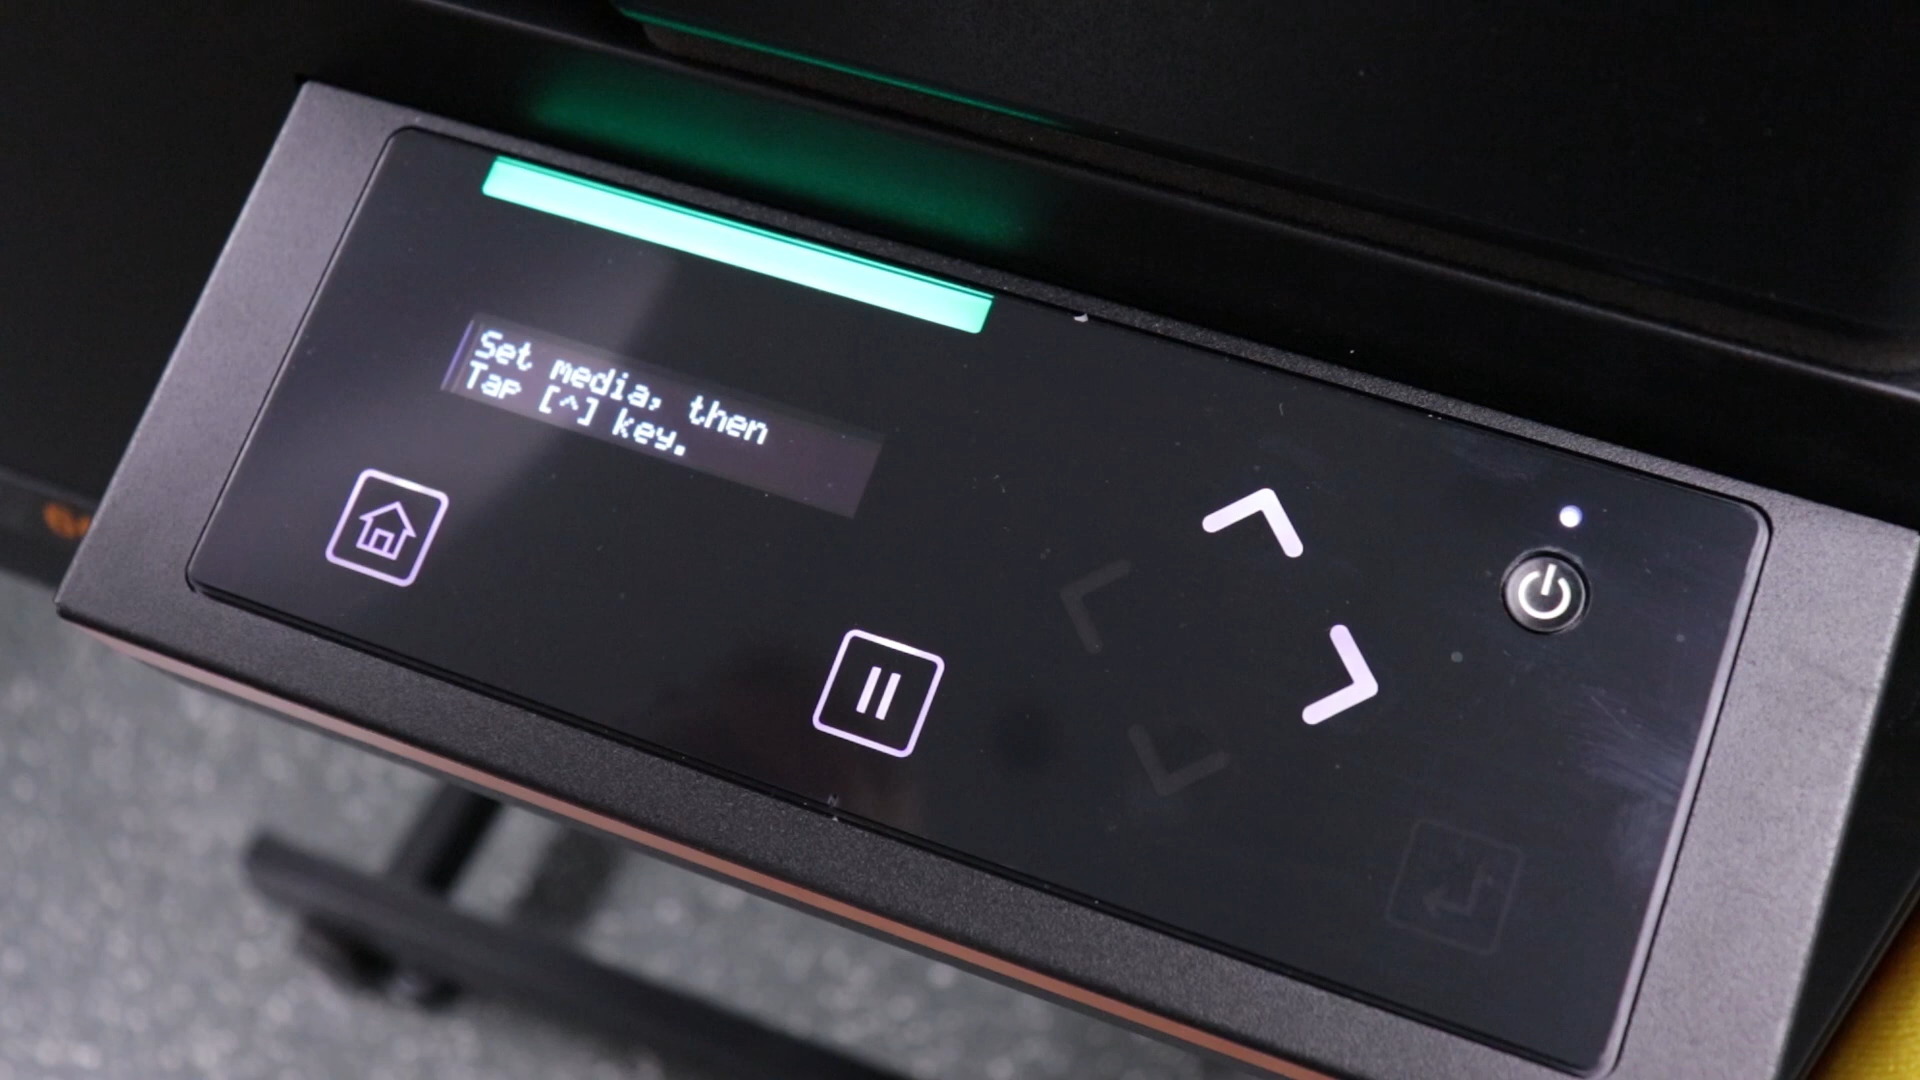 Set media, then
Tap [^] key.